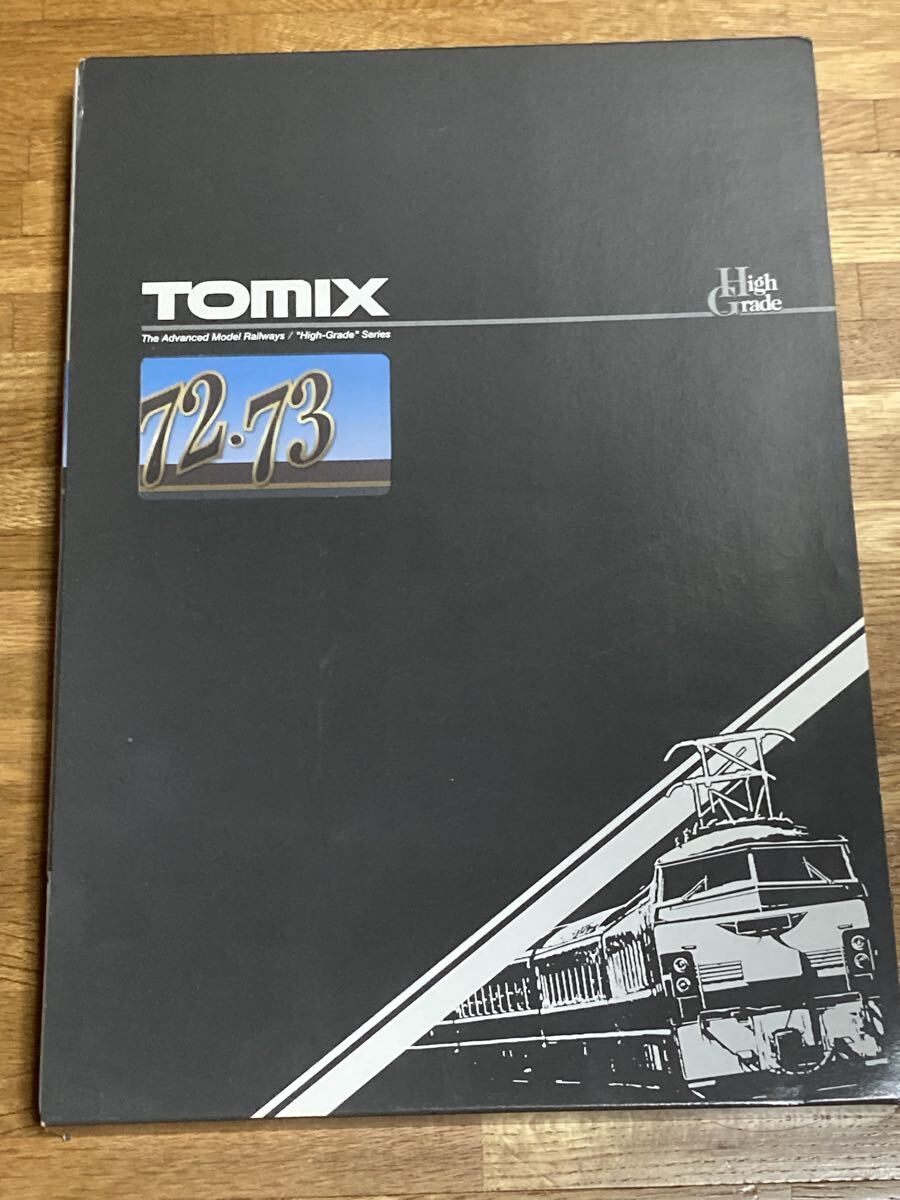 TOMIX
High Grade
The Advanced Model Railways / "High-Grade" Series
72·73